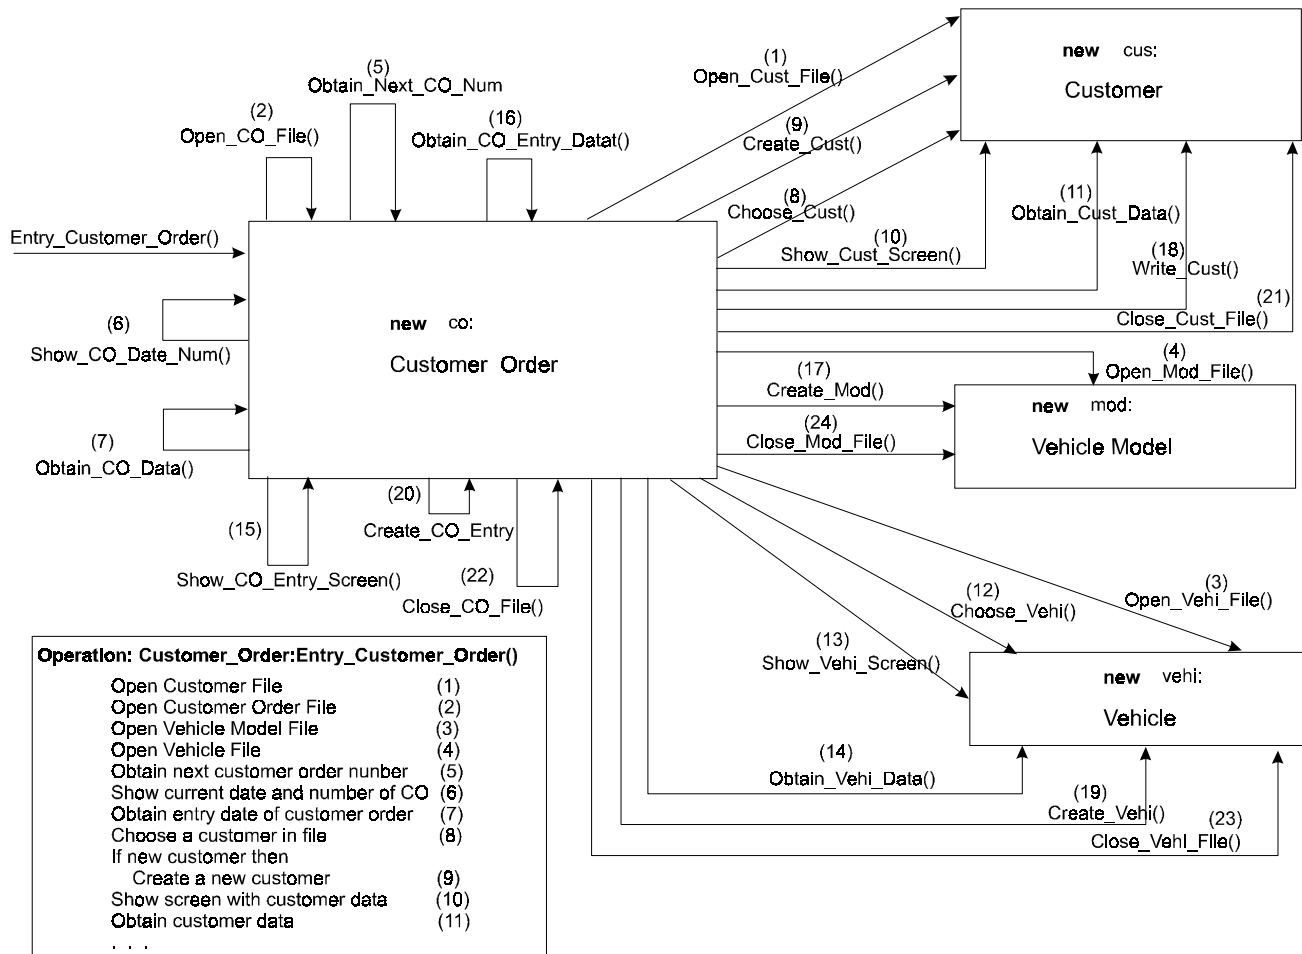 (1)
Open_Cust_File()
new cus:
Customer
(5)
Obtain_Next_CO_Num
(2)
Open_CO_File()
(16)
Obtain_CO_Entry_Datat()
(9)
Create_Cust()
(8)
Choose_Cust()
(11)
Obtain_Cust_Data()
Entry_Customer_Order()
(10)
Show_Cust_Screen()
(18)
Write_Cust()
(21)
Close_Cust_File()
(6)
Show_CO_Date_Num()
new co:
Customer Order
(4)
Open_Mod_File()
(17)
Create_Mod()
new mod:
Vehicle Model
(24)
Close_Mod_File()
(7)
Obtain_CO_Data()
(15)
Show_CO_Entry_Screen()
(20)
Create_CO_Entry
(22)
Close_CO_File()
(12)
Choose_Vehi()
(3)
Open_Vehi_File()
(13)
Show_Vehi_Screen()
new vehi:
Vehicle
(14)
Obtain_Vehi_Data()
(19)
Create_Vehi()
(23)
Close_Vehi_File()
Operation: Customer_Order:Entry_Customer_Order()
Open Customer File (1)
Open Customer Order File (2)
Open Vehicle Model File (3)
Open Vehicle File (4)
Obtain next customer order nunber (5)
Show current date and number of CO (6)
Obtain entry date of customer order (7)
Choose a customer in file (8)
If new customer then
Create a new customer (9)
Show screen with customer data (10)
Obtain customer data (11)
. . .